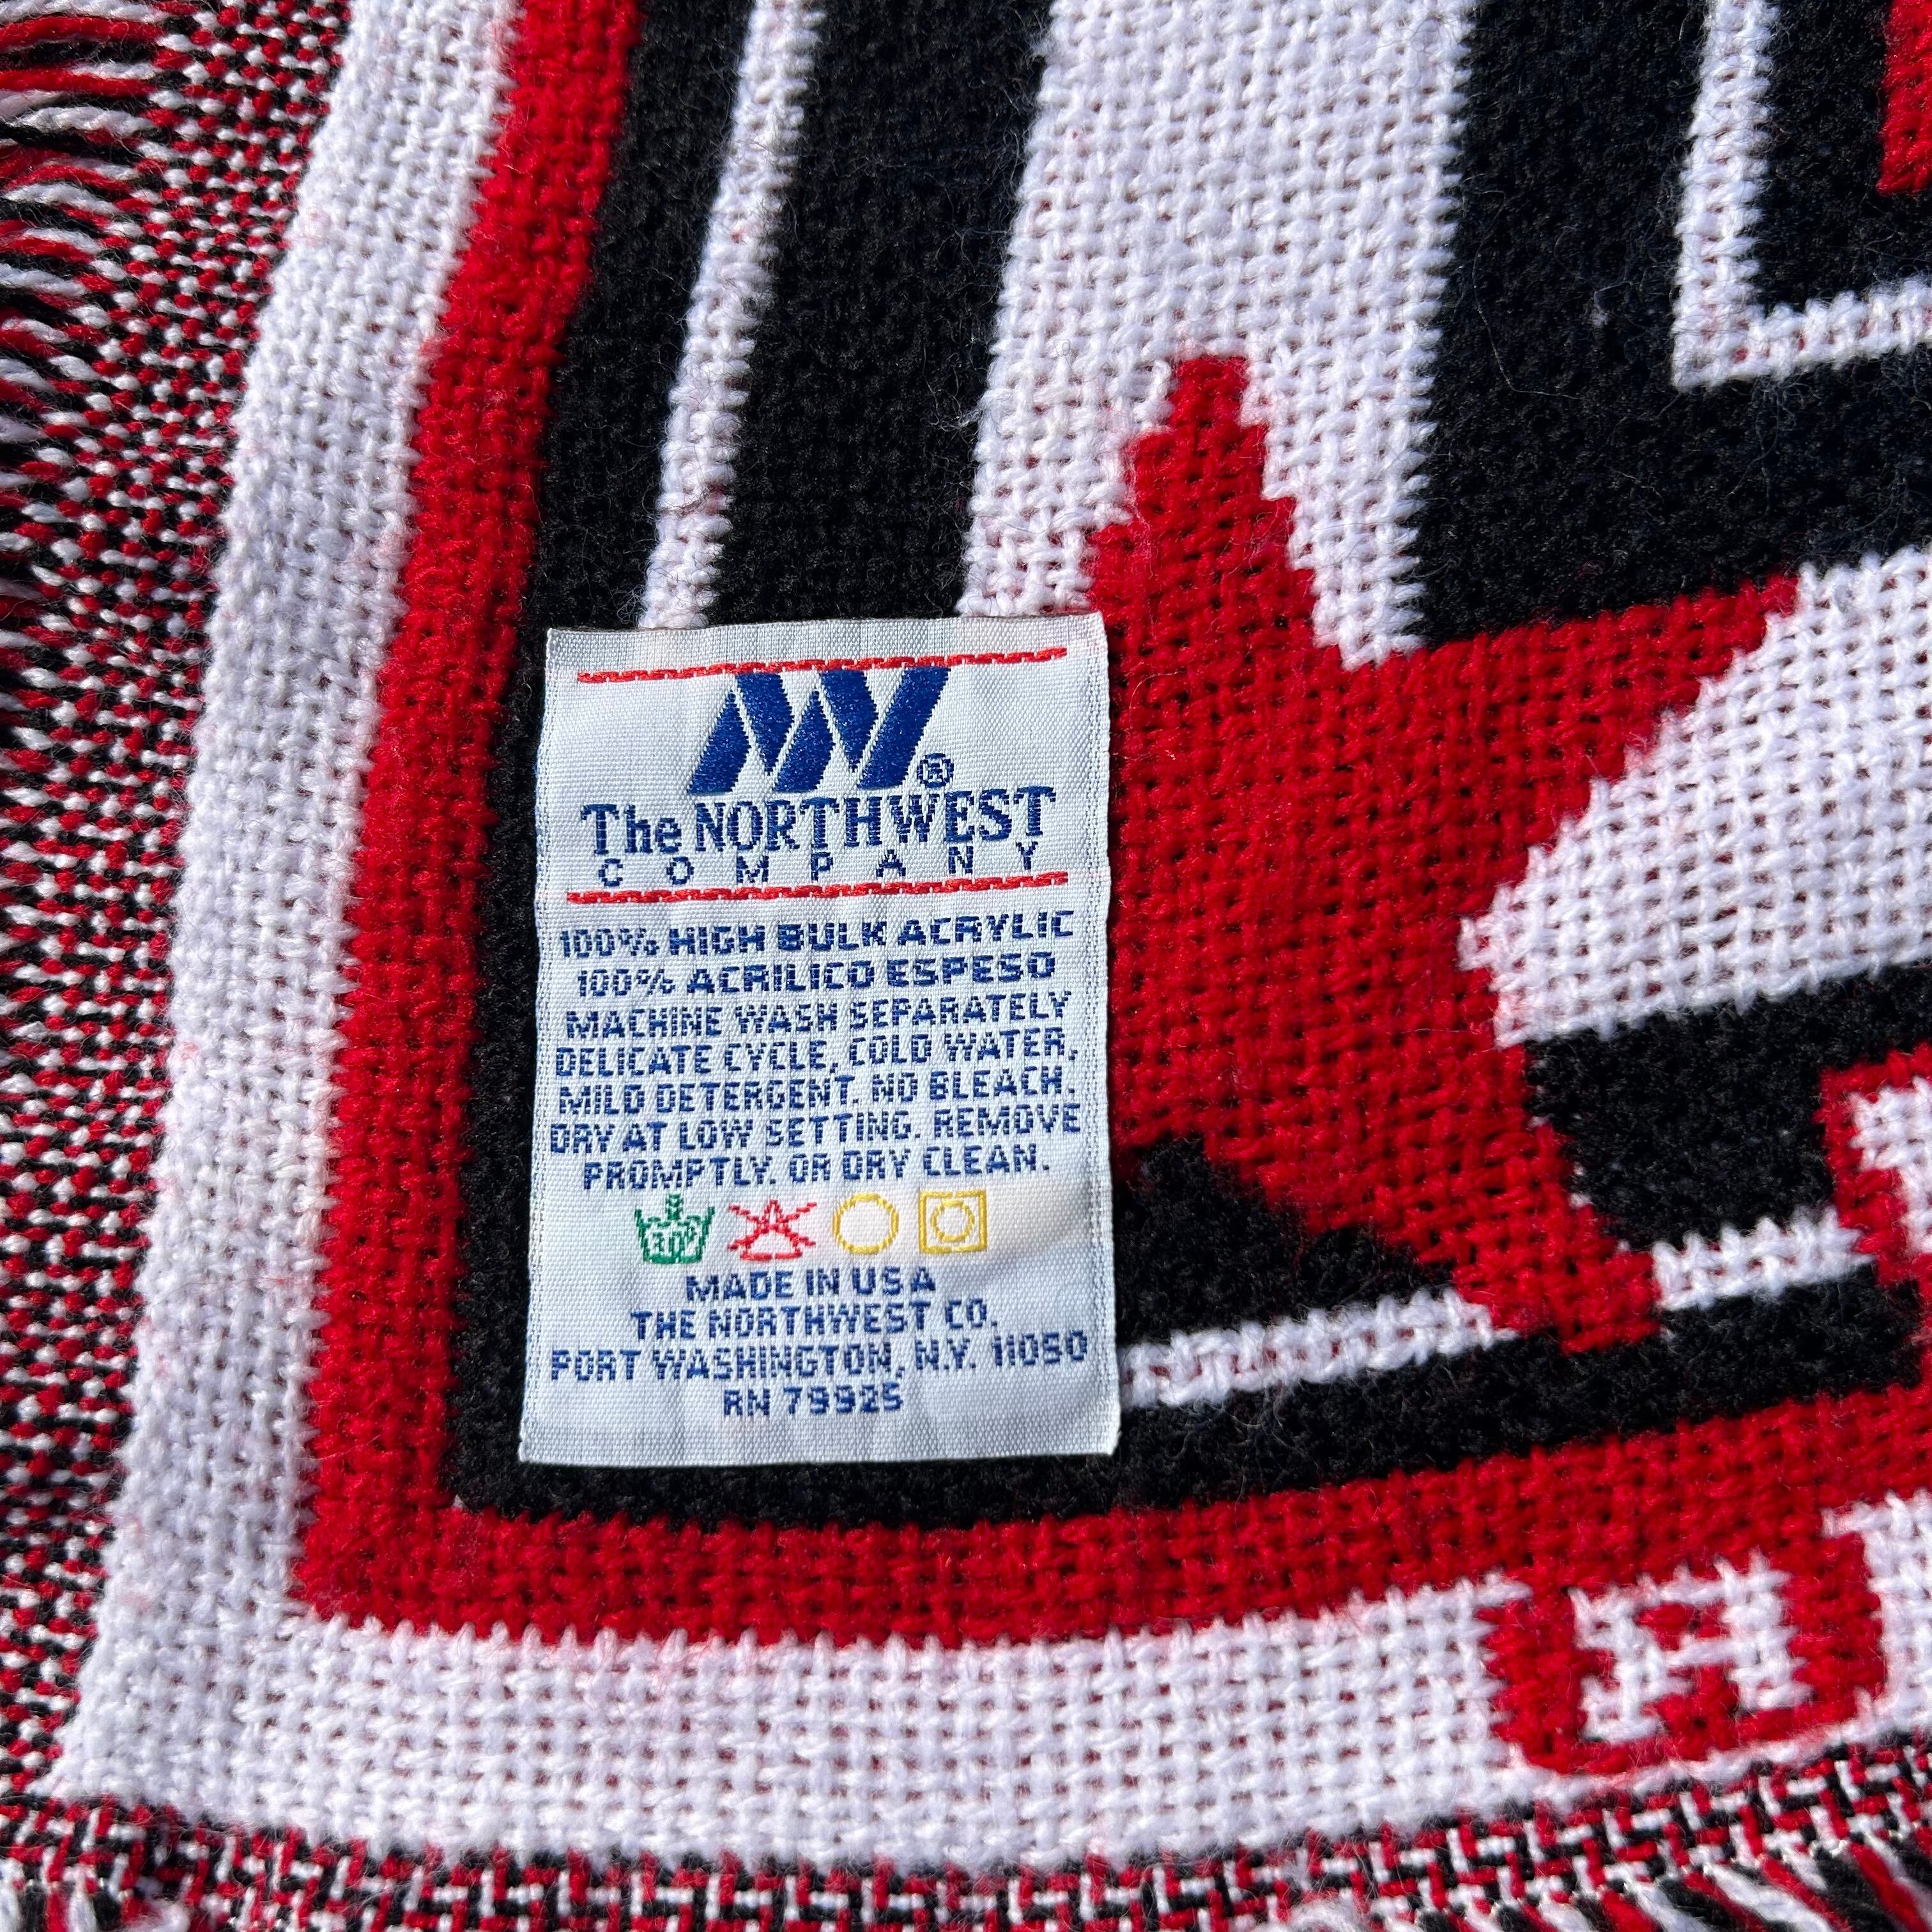 ®
The NORTHWEST
COMPANY
100% HIGH BULK ACRYLIC
100% ACRILICO ESPESO
MACHINE WASH SEPARATELY
DELICATE CYCLE, COLD WATER,
MILD DETERGENT. NO BLEACH.
DRY AT LOW SETTING. REMOVE
PROMPTLY. OR DRY CLEAN.
30°
MADE IN USA
THE NORTHWEST CO.
PORT WASHINGTON, N.Y. 11050
RN 79925